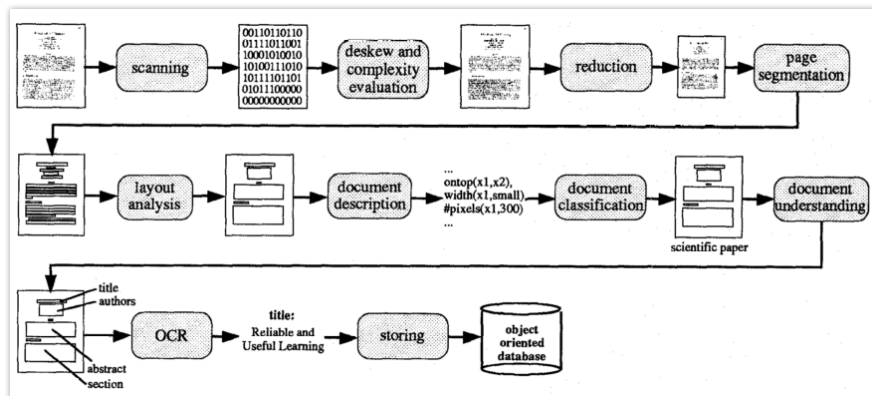 scanning
00110110110
01111011001
10001010010
10100111010
10111101101
01011100000
00000000000
deskew and
complexity
evaluation
reduction
page
segmentation
layout
analysis
document
description
...
ontop(x1,x2),
width(x1,small),
#pixels(x1,300)
...
document
classification
scientific paper
document
understanding
title
authors
abstract
section
OCR
title:
Reliable and
Useful Learning
storing
object
oriented
database